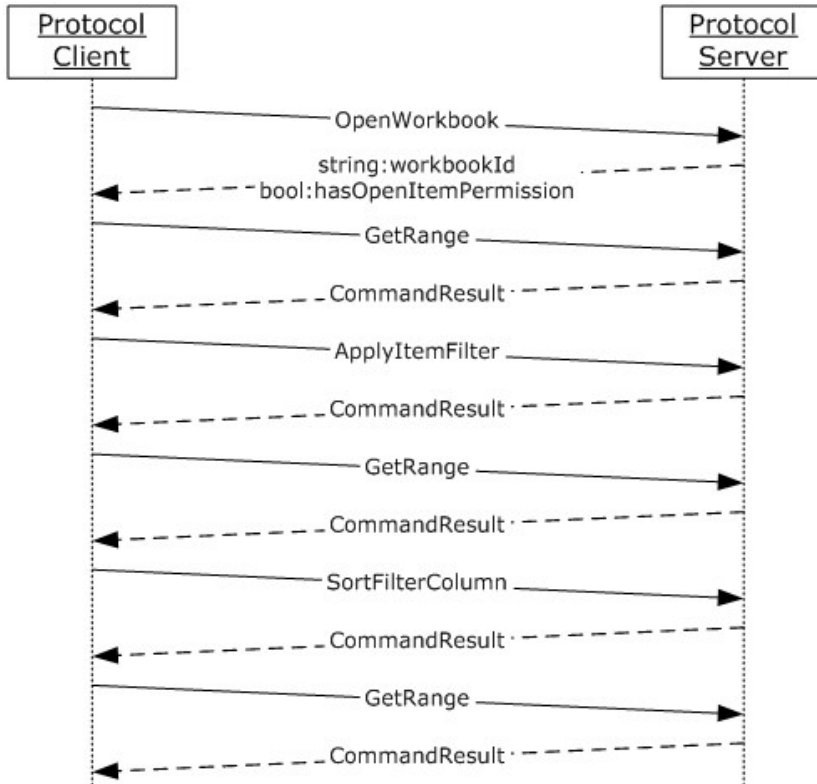 Protocol
Client
Protocol
Server
OpenWorkbook
string:workbookId
bool:hasOpenItemPermission
GetRange
CommandResult
ApplyItemFilter
CommandResult
GetRange
CommandResult
SortFilterColumn
CommandResult
GetRange
CommandResult